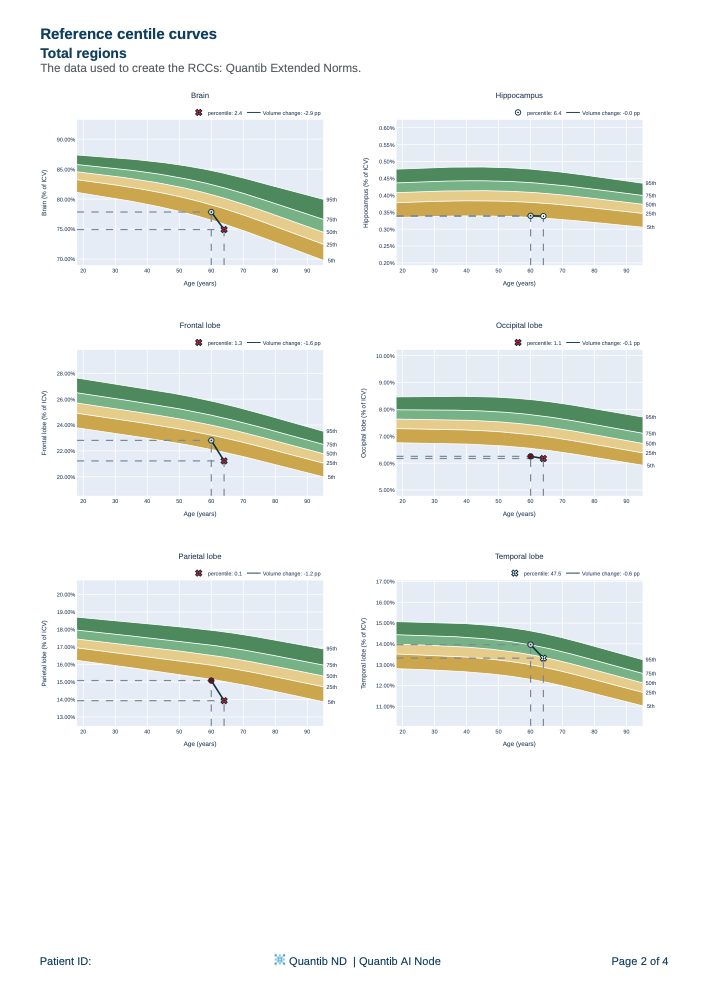 Reference centile curves
Total regions
The data used to create the RCCs: Quantib Extended Norms.
Brain
percentile: 2.4 Volume change: -2.9 pp
90.00%
85.00%
80.00%
75.00%
70.00%
Brain (% of ICV)
95th
75th
50th
25th
5th
20 30 40 50 60 70 80 90
Age (years)
Hippocampus
percentile: 6.4 Volume change: -0.0 pp
0.60%
0.55%
0.50%
0.45%
0.40%
0.35%
0.30%
0.25%
0.20%
Hippocampus (% of ICV)
95th
75th
50th
25th
5th
20 30 40 50 60 70 80 90
Age (years)
Frontal lobe
percentile: 1.3 Volume change: -1.6 pp
28.00%
26.00%
24.00%
22.00%
20.00%
Frontal lobe (% of ICV)
95th
75th
50th
25th
5th
20 30 40 50 60 70 80 90
Age (years)
Occipital lobe
percentile: 1.1 Volume change: -0.1 pp
10.00%
9.00%
8.00%
7.00%
6.00%
5.00%
Occipital lobe (% of ICV)
95th
75th
50th
25th
5th
20 30 40 50 60 70 80 90
Age (years)
Parietal lobe
percentile: 0.1 Volume change: -1.2 pp
20.00%
19.00%
18.00%
17.00%
16.00%
15.00%
14.00%
13.00%
Parietal lobe (% of ICV)
95th
75th
50th
25th
5th
20 30 40 50 60 70 80 90
Age (years)
Temporal lobe
percentile: 47.5 Volume change: -0.6 pp
17.00%
16.00%
15.00%
14.00%
13.00%
12.00%
11.00%
Temporal lobe (% of ICV)
95th
75th
50th
25th
5th
20 30 40 50 60 70 80 90
Age (years)
Patient ID: Quantib ND | Quantib AI Node Page 2 of 4